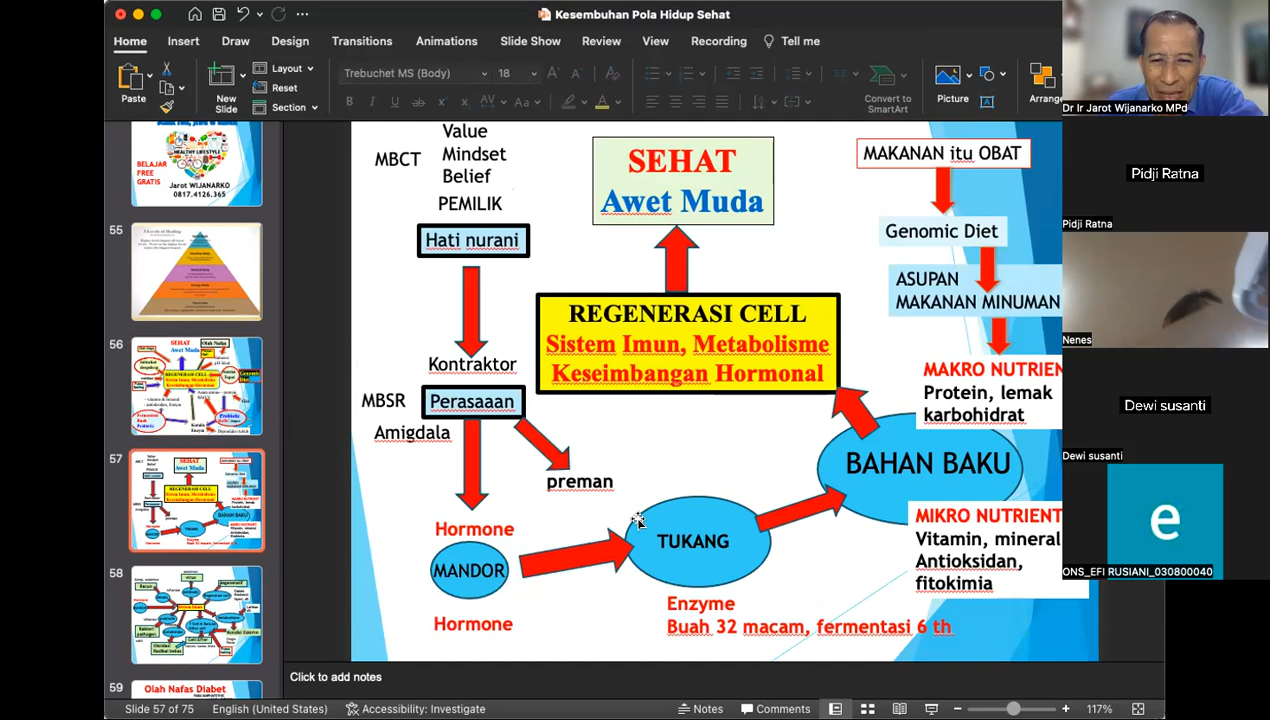 Kesembuhan Pola Hidup Sehat
Home
Insert
Draw
Design
Transitions
Animations
Slide Show
Review
View
Recording
Tell me
Paste
New
Slide
Layout
Reset
Section
Trebuchet MS (Body)
18
Convert to
SmartArt
Picture
Arrange
BELAJAR
FREE
GRATIS
HEALTHY LIFESTYLE
Jarot WIJANARKO
0817.4126.365
55
56
57
58
59
Olah Nafas Diabet
MBCT
Value
Mindset
Belief
PEMILIK
Hati nurani
Kontraktor
MBSR
Perasaaan
Amigdala
preman
Hormone
MANDOR
Hormone
SEHAT
Awet Muda
REGENERASI CELL
Sistem Imun, Metabolisme
Keseimbangan Hormonal
TUKANG
Enzyme
Buah 32 macam, fermentasi 6 th
MAKANAN itu OBAT
Genomic Diet
ASUPAN
MAKANAN MINUMAN
MAKRO NUTRIEN
Protein, lemak
karbohidrat
BAHAN BAKU
MIKRO NUTRIENT
Vitamin, mineral
Antioksidan,
fitokimia
Dr Ir Jarot Wijanarko MPd
Pidji Ratna
Pidji Ratna
Nenes
Dewi susanti
Dewi susanti
e
ONS_EFI RUSIANI_030800040
Click to add notes
Slide 57 of 75
English (United States)
Accessibility: Investigate
Notes
Comments
117%